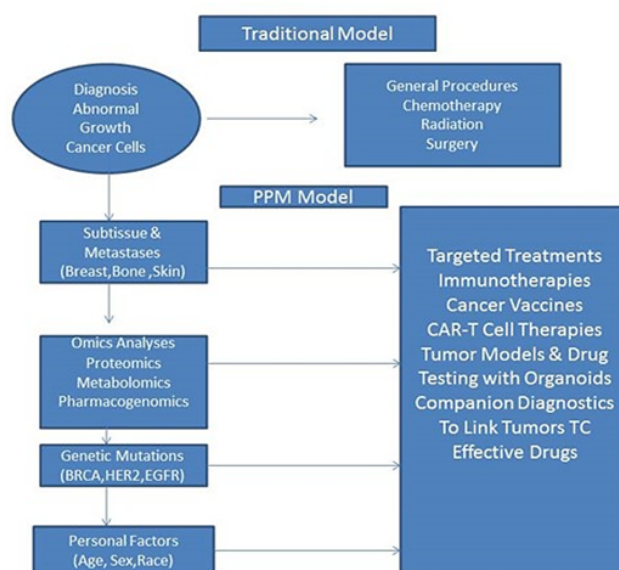 Traditional Model
Diagnosis
Abnormal
Growth
Cancer Cells
General Procedures
Chemotherapy
Radiation
Surgery
PPM Model
Subtissue &
Metastases
(Breast,Bone ,Skin)
Omics Analyses
Proteomics
Metabolomics
Pharmacogenomics
Genetic Mutations
(BRCA,HER2,EGFR)
Personal Factors
(Age, Sex,Race)
Targeted Treatments
Immunotherapies
Cancer Vaccines
CAR-T Cell Therapies
Tumor Models & Drug
Testing with Organoids
Companion Diagnostics
To Link Tumors TC
Effective Drugs